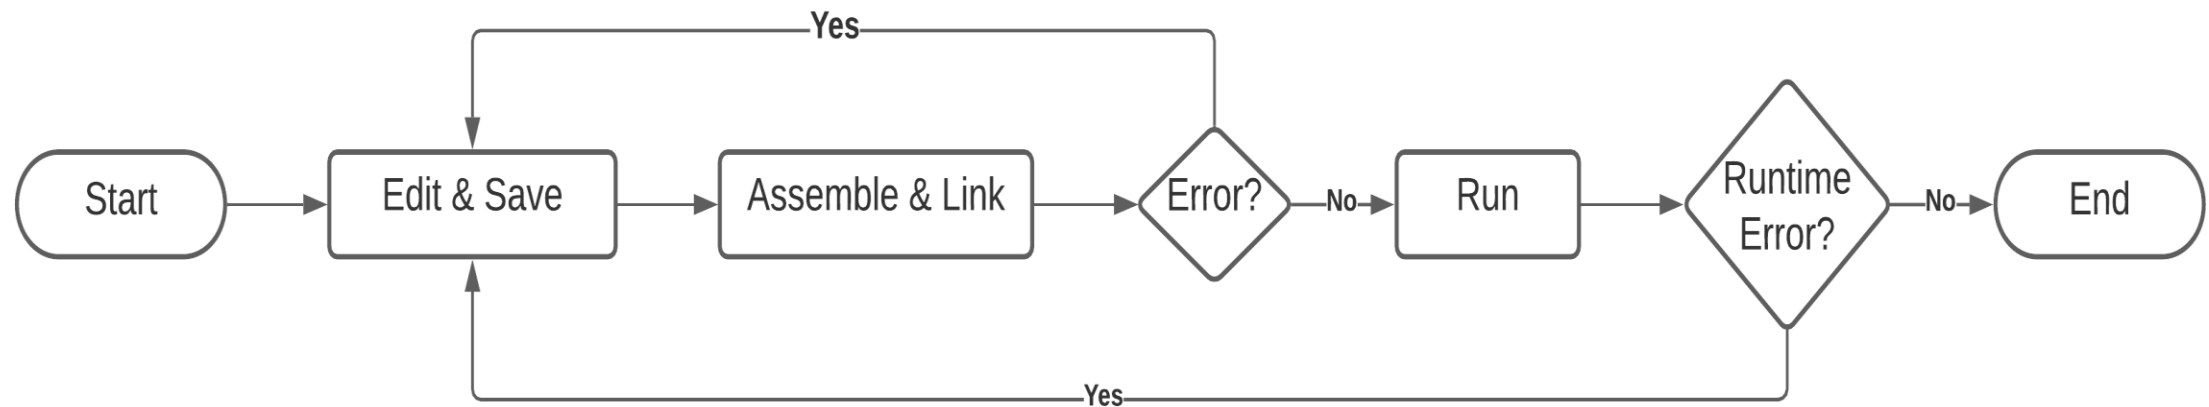 Yes
Start
Edit & Save
Assemble & Link
Error?
No
Run
Runtime
Error?
No
End
Yes